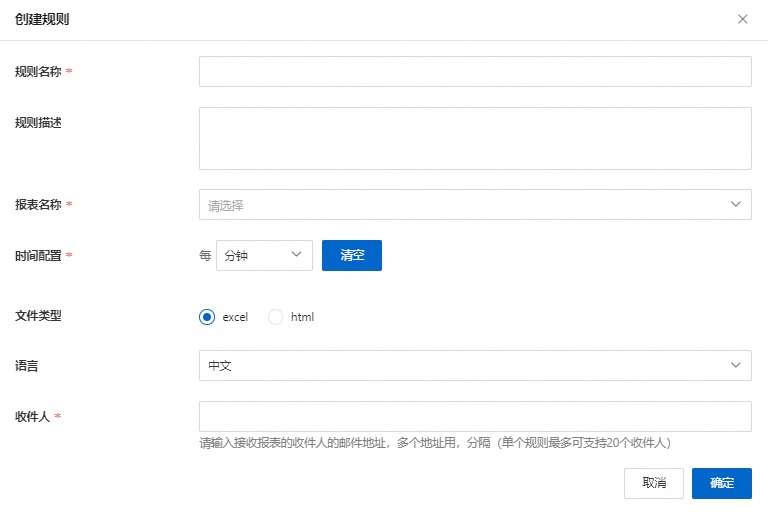 创建规则
规则名称 *
规则描述
报表名称 * 请选择
时间配置 * 每 分钟 清空
文件类型 excel html
语言 中文
收件人 *
请输入接收报表的收件人的邮件地址，多个地址用，分隔（单个规则最多可支持20个收件人）
取消 确定